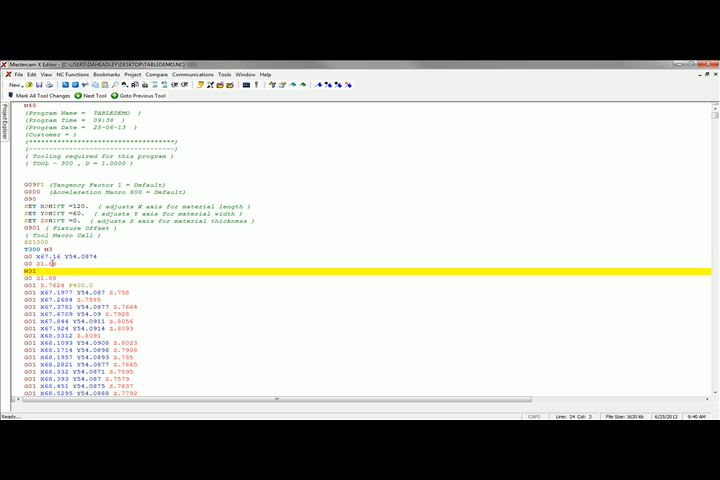 Mastercam X Editor - [C:\USERS\DAHEADLEY\DESKTOP\TABLEDEMO.NC]
File Edit View NC Functions Bookmarks Project Compare Communications Tools Window Help
New
Mark All Tool Changes Next Tool Goto Previous Tool
Project Explorer
M48
(Program Name = TABLEDEMO )
(Program Time = 09:38 )
(Program Date = 25-06-13 )
(Customer = )
(**********************************)
(----------------------------------)
( Tooling required for this program )
( TOOL - 300 , D = 1.0000 )
G09F1 (Tangency Factor 1 = Default)
G800 (Acceleration Macro 800 = Default)
G90
SET XSHIFT =120. ( adjusts X axis for material length )
SET YSHIFT =60. ( adjusts Y axis for material width )
SET ZSHIFT =0. ( adjusts Z axis for material thickness )
G901 ( Fixture Offset )
( Tool Macro Call )
S21000
T300 M3
G0 X67.16 Y54.0874
G0
M31
G0 Z1.88
G01 Z.7624 F400.0
G01 X67.1977 Y54.087 Z.758
G01 X67.2684 Z.7585
G01 X67.3781 Y54.0877 Z.7664
G01 X67.6709 Y54.09 Z.7928
G01 X67.844 Y54.0911 Z.8056
G01 X67.924 Y54.0914 Z.8093
G01 X68.0312 Z.8091
G01 X68.1093 Y54.0908 Z.8023
G01 X68.1714 Y54.0898 Z.7908
G01 X68.1957 Y54.0893 Z.785
G01 X68.2821 Y54.0877 Z.7665
G01 X68.332 Y54.0871 Z.7595
G01 X68.393 Y54.087 Z.7579
G01 X68.451 Y54.0875 Z.7637
G01 X68.5295 Y54.0888 Z.7792
Ready... CAPS Line: 24 Col: 3 File Size: 1620 kb 6/25/2013 9:40 AM